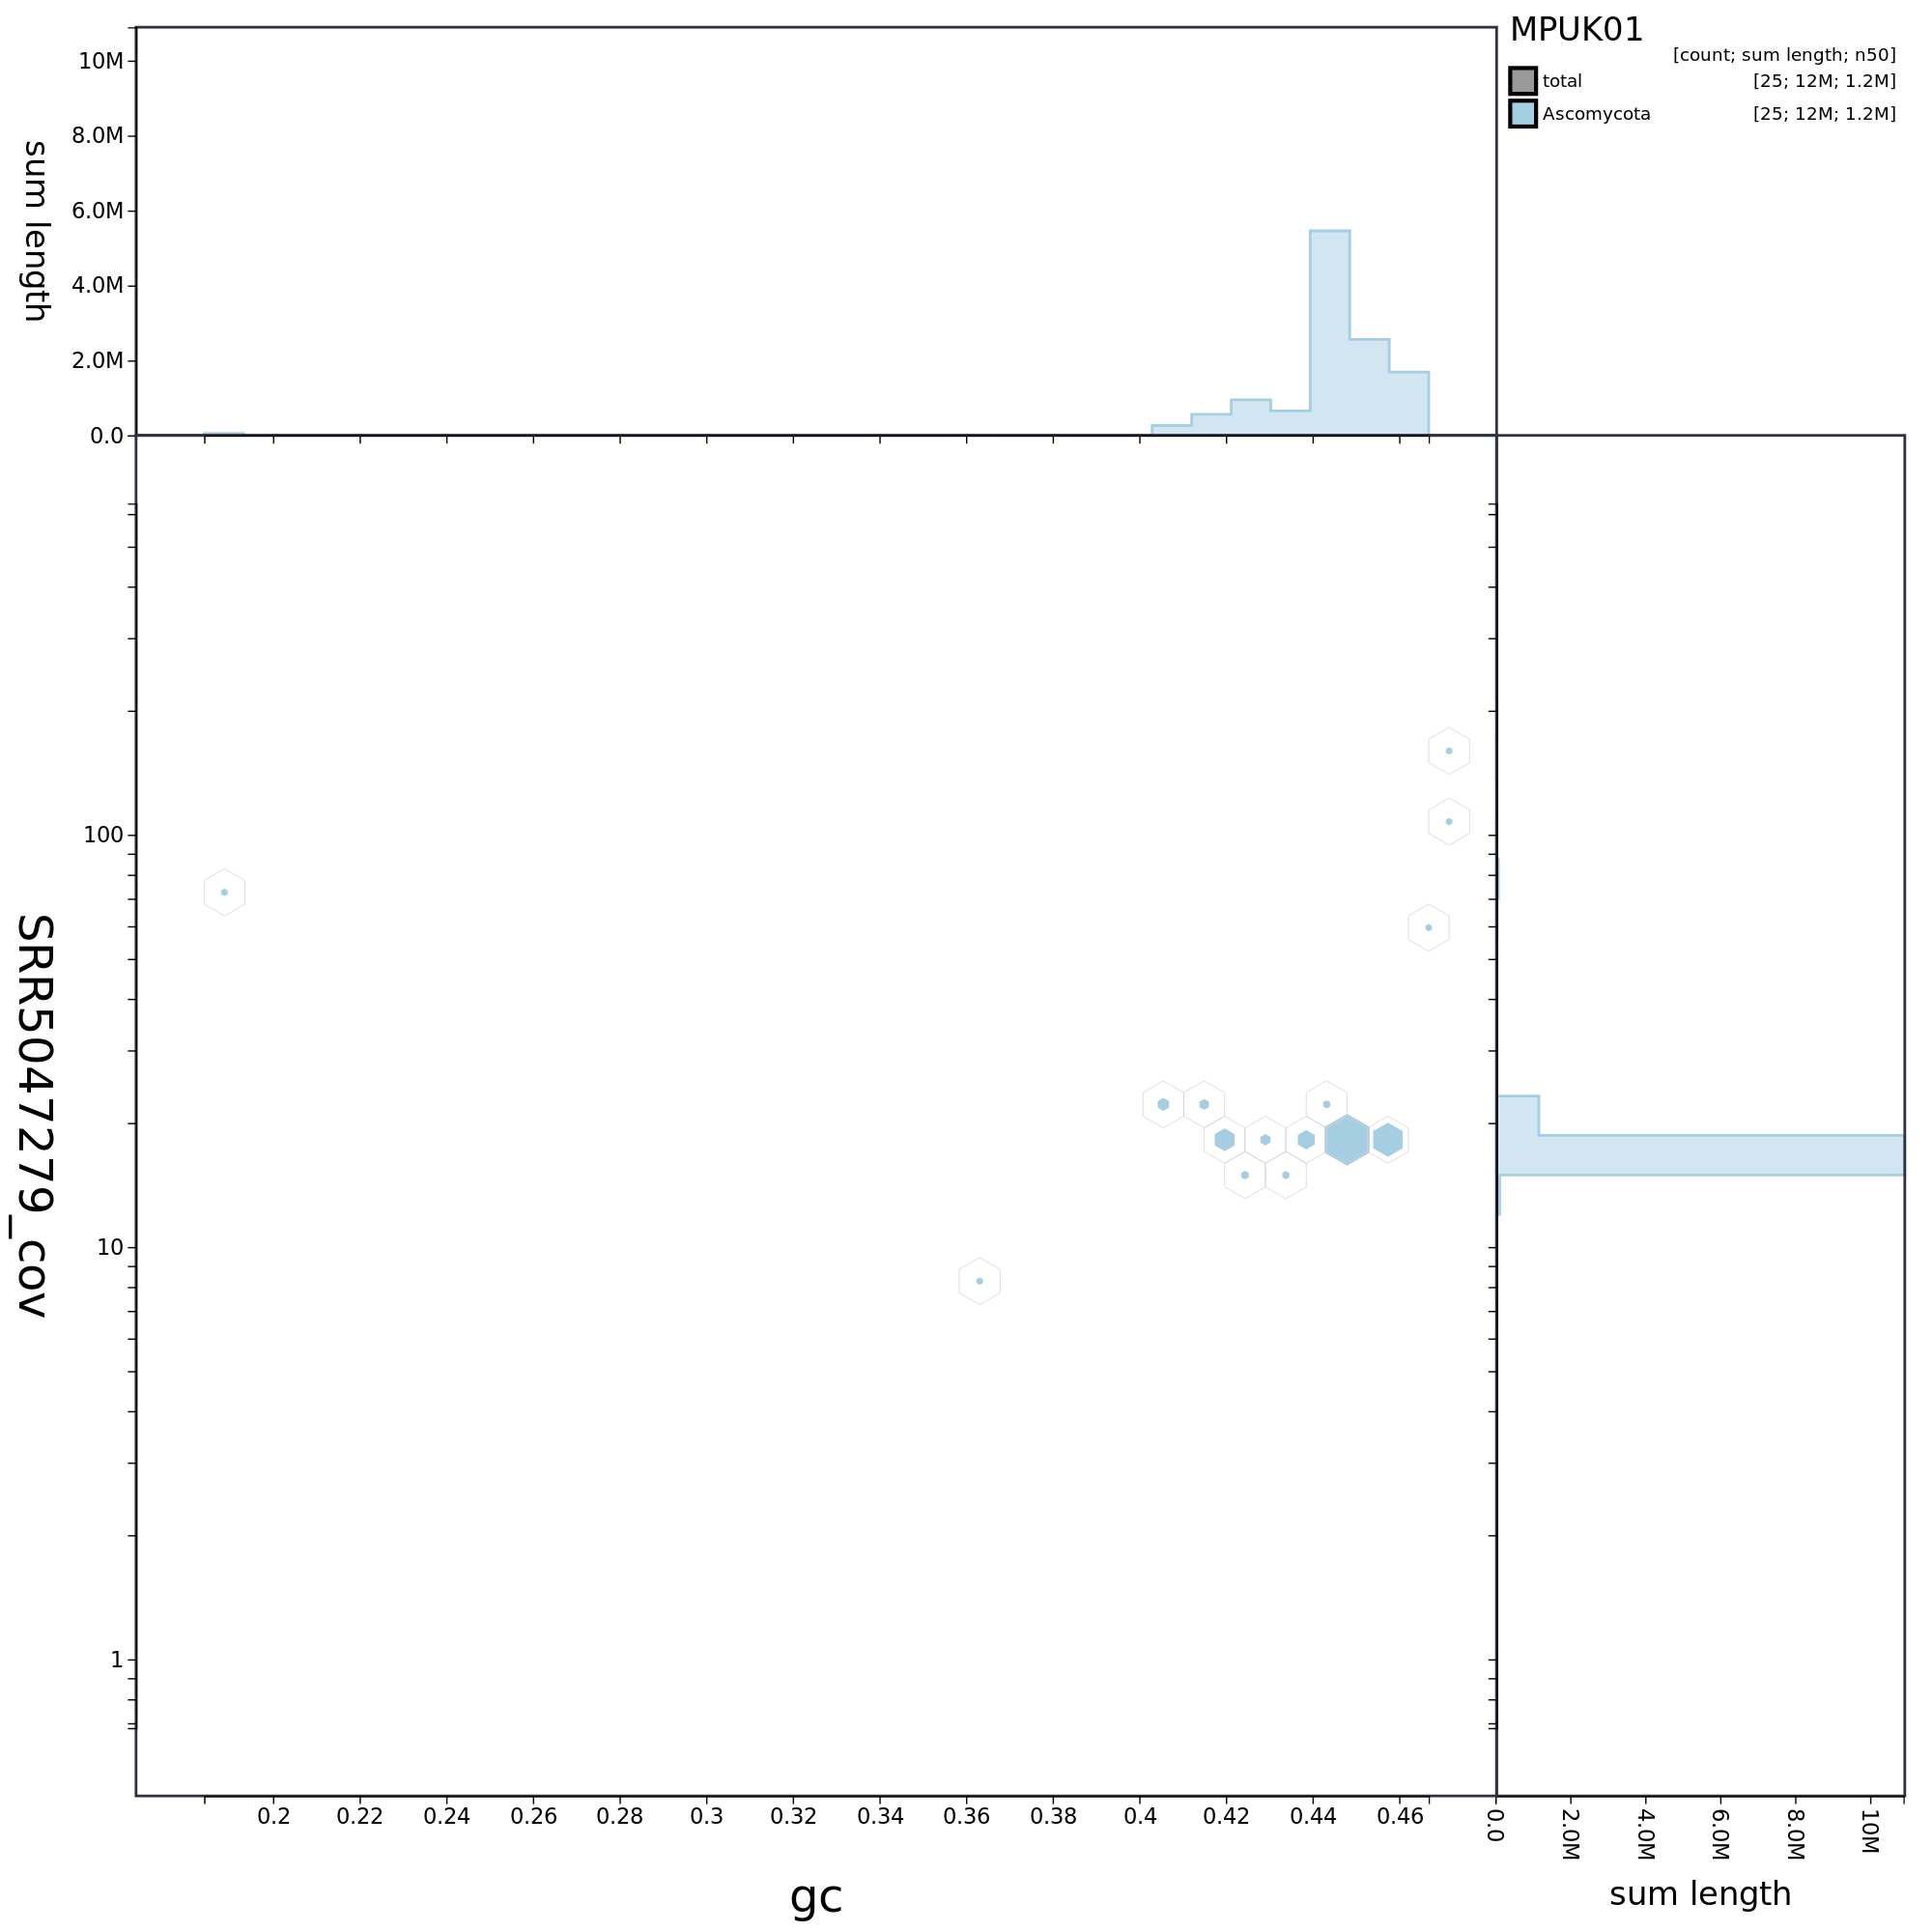 MPUK01
[count; sum length; n50]
total [25; 12M; 1.2M]
Ascomycota [25; 12M; 1.2M]
sum length
10M
8.0M
6.0M
4.0M
2.0M
0.0
SRR5047279_cov
100
10
1
0.2 0.22 0.24 0.26 0.28 0.3 0.32 0.34 0.36 0.38 0.4 0.42 0.44 0.46
gc
0.0 2.0M 4.0M 6.0M 8.0M 10M
sum length